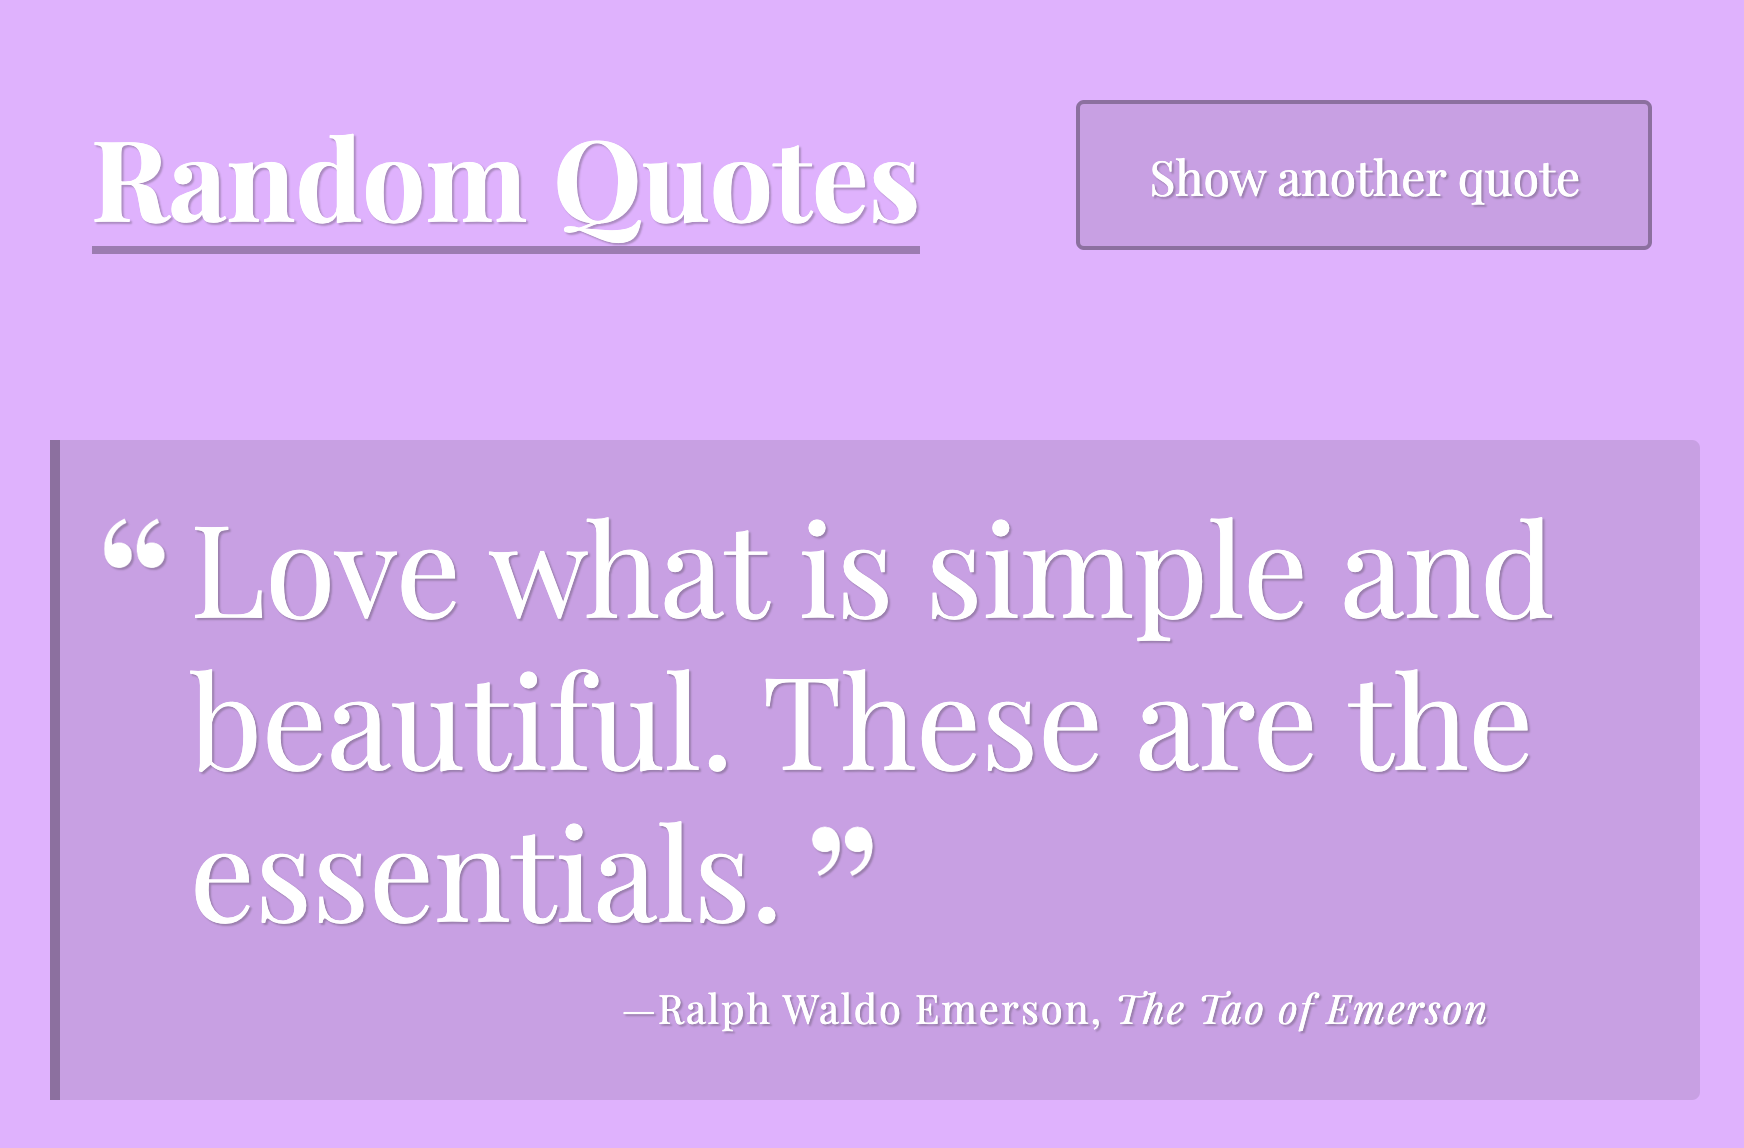 Random Quotes
Show another quote
“Love what is simple and
beautiful. These are the
essentials. ”
—Ralph Waldo Emerson, The Tao of Emerson